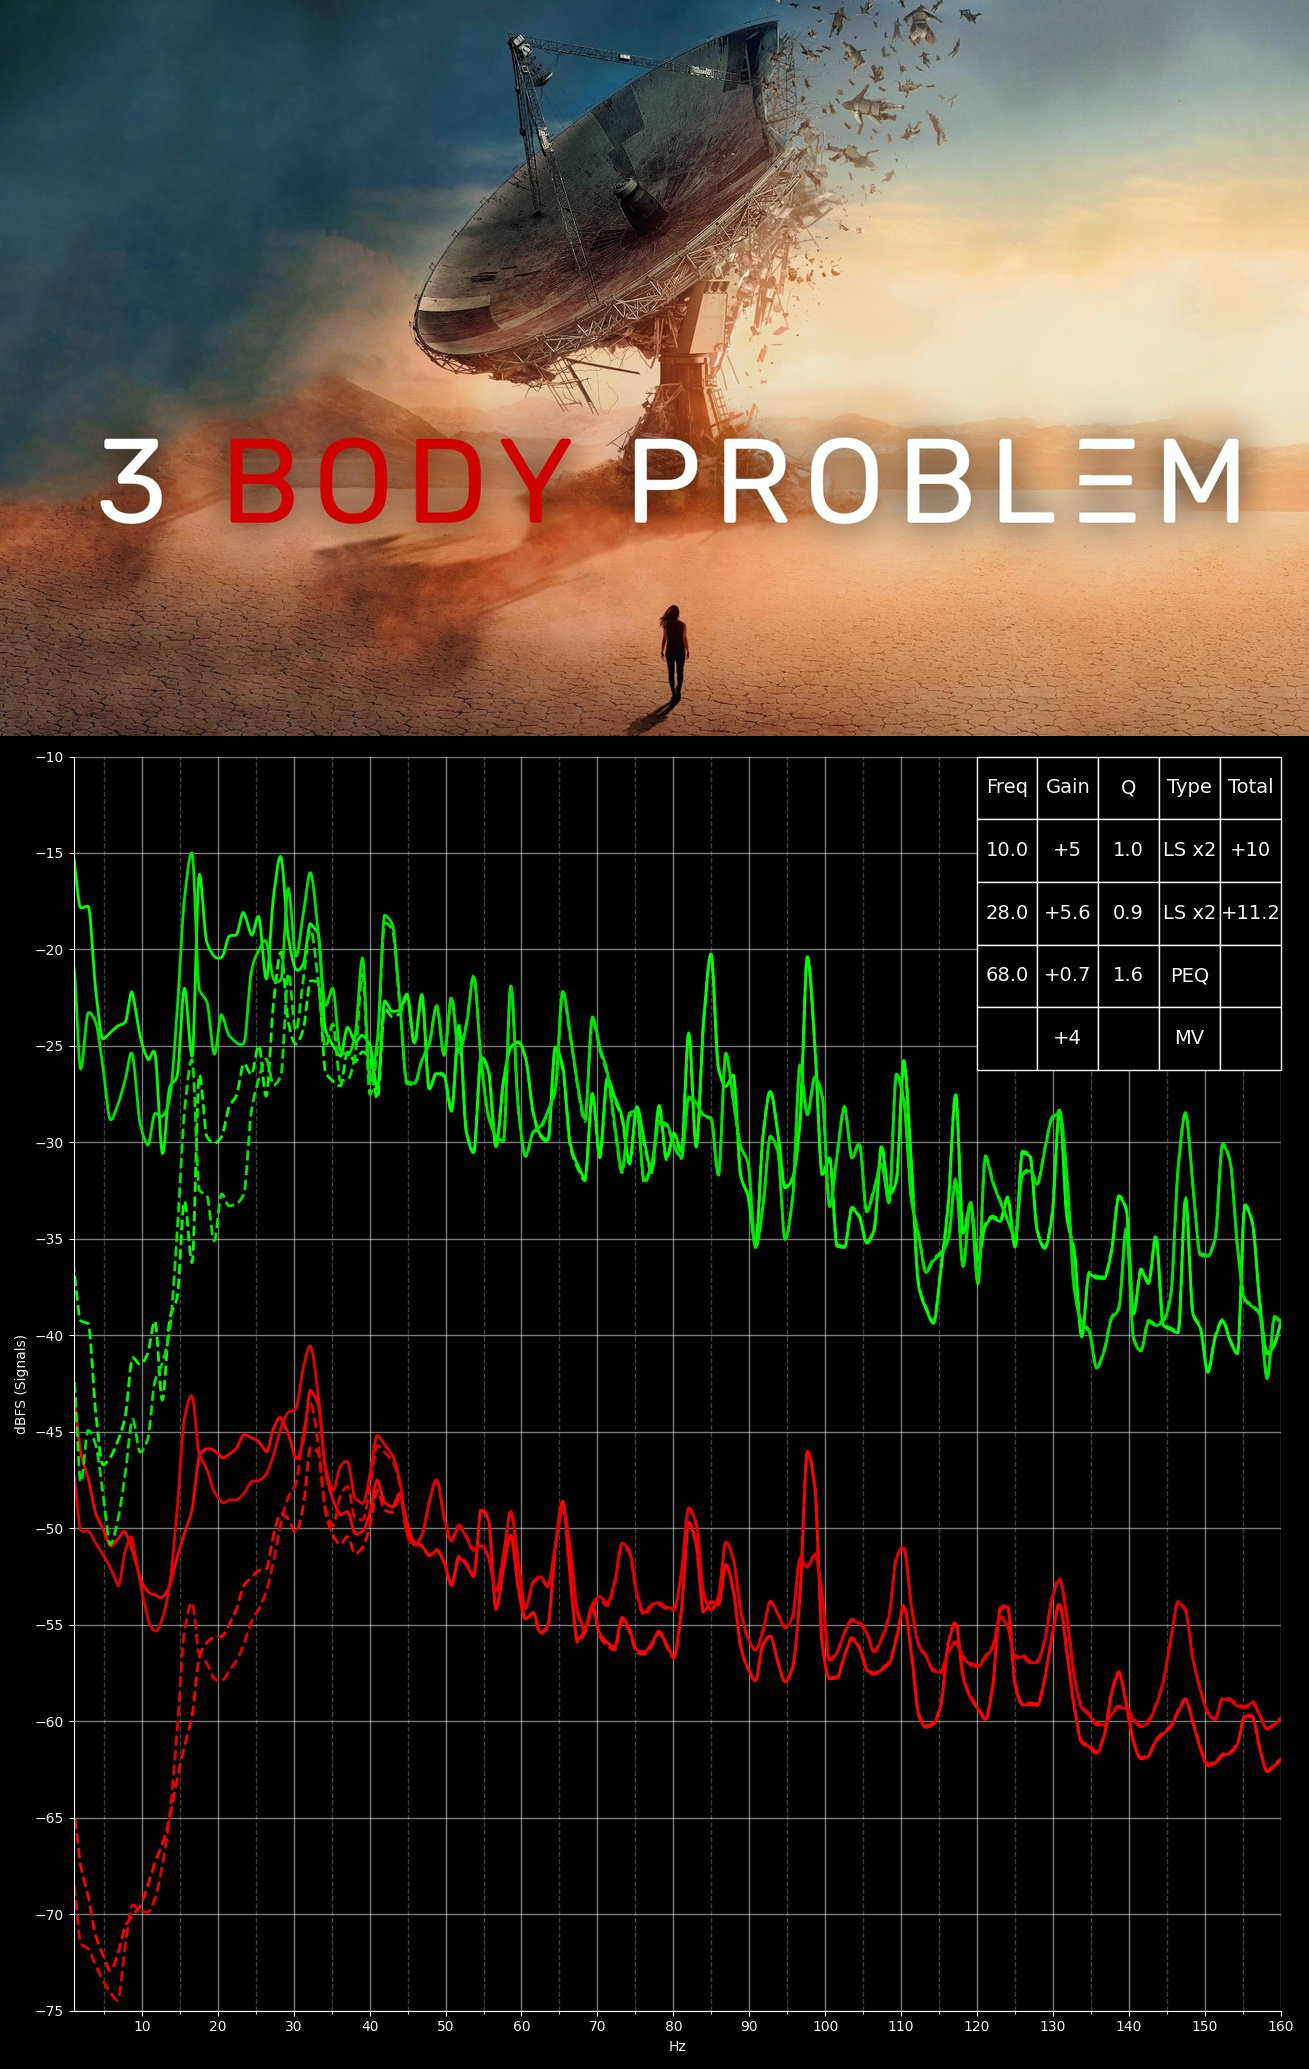 3 BODY PROBLEM
Freq Gain Q Type Total
10.0 +5 1.0 LS x2 +10
28.0 +5.6 0.9 LS x2 +11.2
68.0 +0.7 1.6 PEQ
+4 MV
−10
−15
−20
−25
−30
−35
−40
−45
−50
−55
−60
−65
−70
−75
dBFS (Signals)
10 20 30 40 50 60 70 80 90 100 110 120 130 140 150 160
Hz